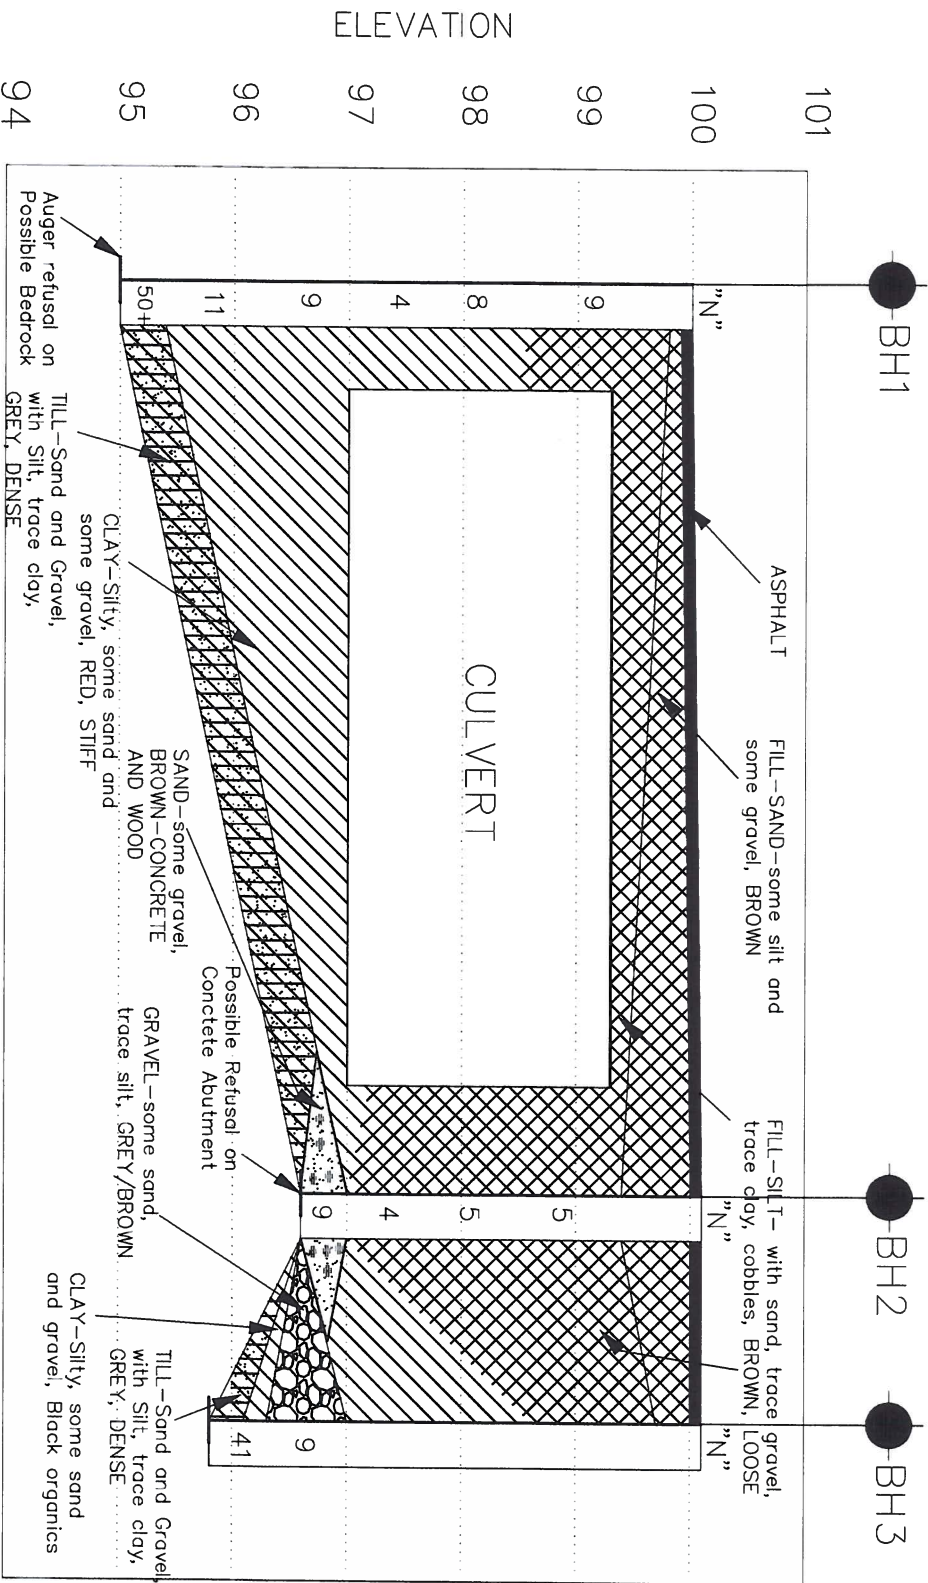 BH1
BH2
BH3
ELEVATION
101
100
99
98
97
96
95
94
"N"
9
8
4
9
11
50+
"N"
5
5
4
9
"N"
9
41
ASPHALT
FILL-SAND-some silt and
some gravel, BROWN
FILL-SILT- with sand, trace gravel,
trace clay, cobbles, BROWN, LOOSE
CULVERT
Auger refusal on
Possible Bedrock
TILL-Sand and Gravel,
with Silt, trace clay,
GREY, DENSE
CLAY-Silty, some sand and
some gravel, RED, STIFF
SAND-some gravel,
BROWN-CONCRETE
AND WOOD
Possible Refusal on
Conctete Abutment
GRAVEL-some sand,
trace silt, GREY/BROWN
CLAY-Silty, some sand
and gravel, Black organics
TILL-Sand and Gravel,
with Silt, trace clay,
GREY, DENSE